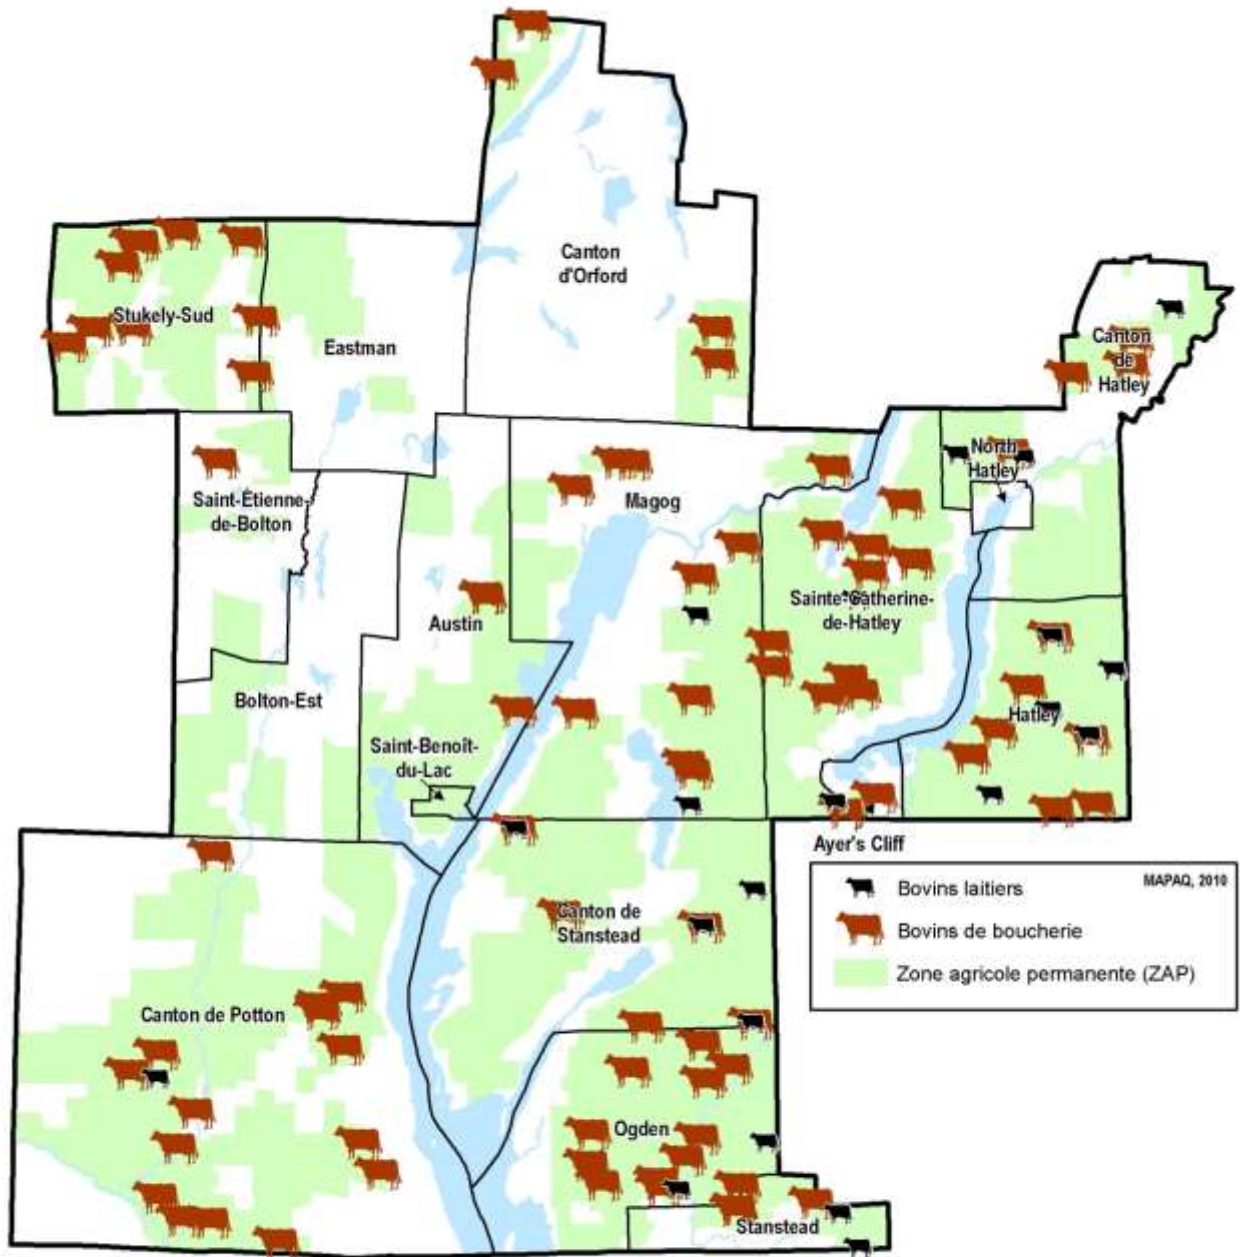 Canton
d'Orford
Stukely-Sud
Eastman
Canton
de
Hatley
North
Hatley
Saint-Étienne-
de-Bolton
Magog
Austin
Sainte-Catherine-
de-Hatley
Bolton-Est
Hatley
Saint-Benoît-
du-Lac
Ayer's Cliff
MAPAQ, 2010
Bovins laitiers
Bovins de boucherie
Zone agricole permanente (ZAP)
Canton de
Stanstead
Canton de Potton
Ogden
Stanstead